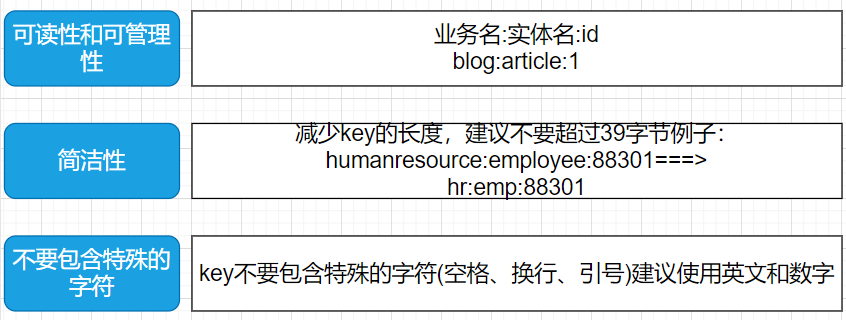 可读性和可管理
性
业务名:实体名:id
blog:article:1
简洁性
减少key的长度，建议不要超过39字节例子：
humanresource:employee:88301===>
hr:emp:88301
不要包含特殊的
字符
key不要包含特殊的字符(空格、换行、引号)建议使用英文和数字